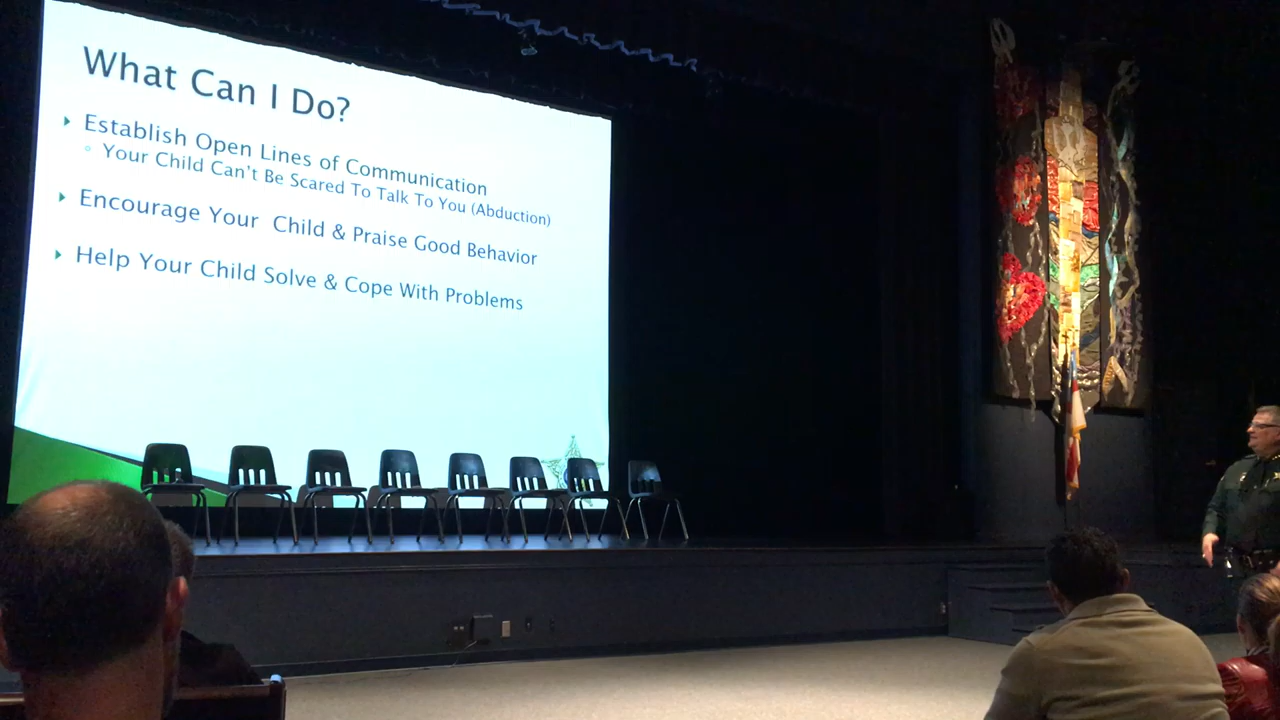 What Can I Do?
Establish Open Lines of Communication
Your Child Can't Be Scared To Talk To You (Abduction)
Encourage Your Child & Praise Good Behavior
Help Your Child Solve & Cope With Problems